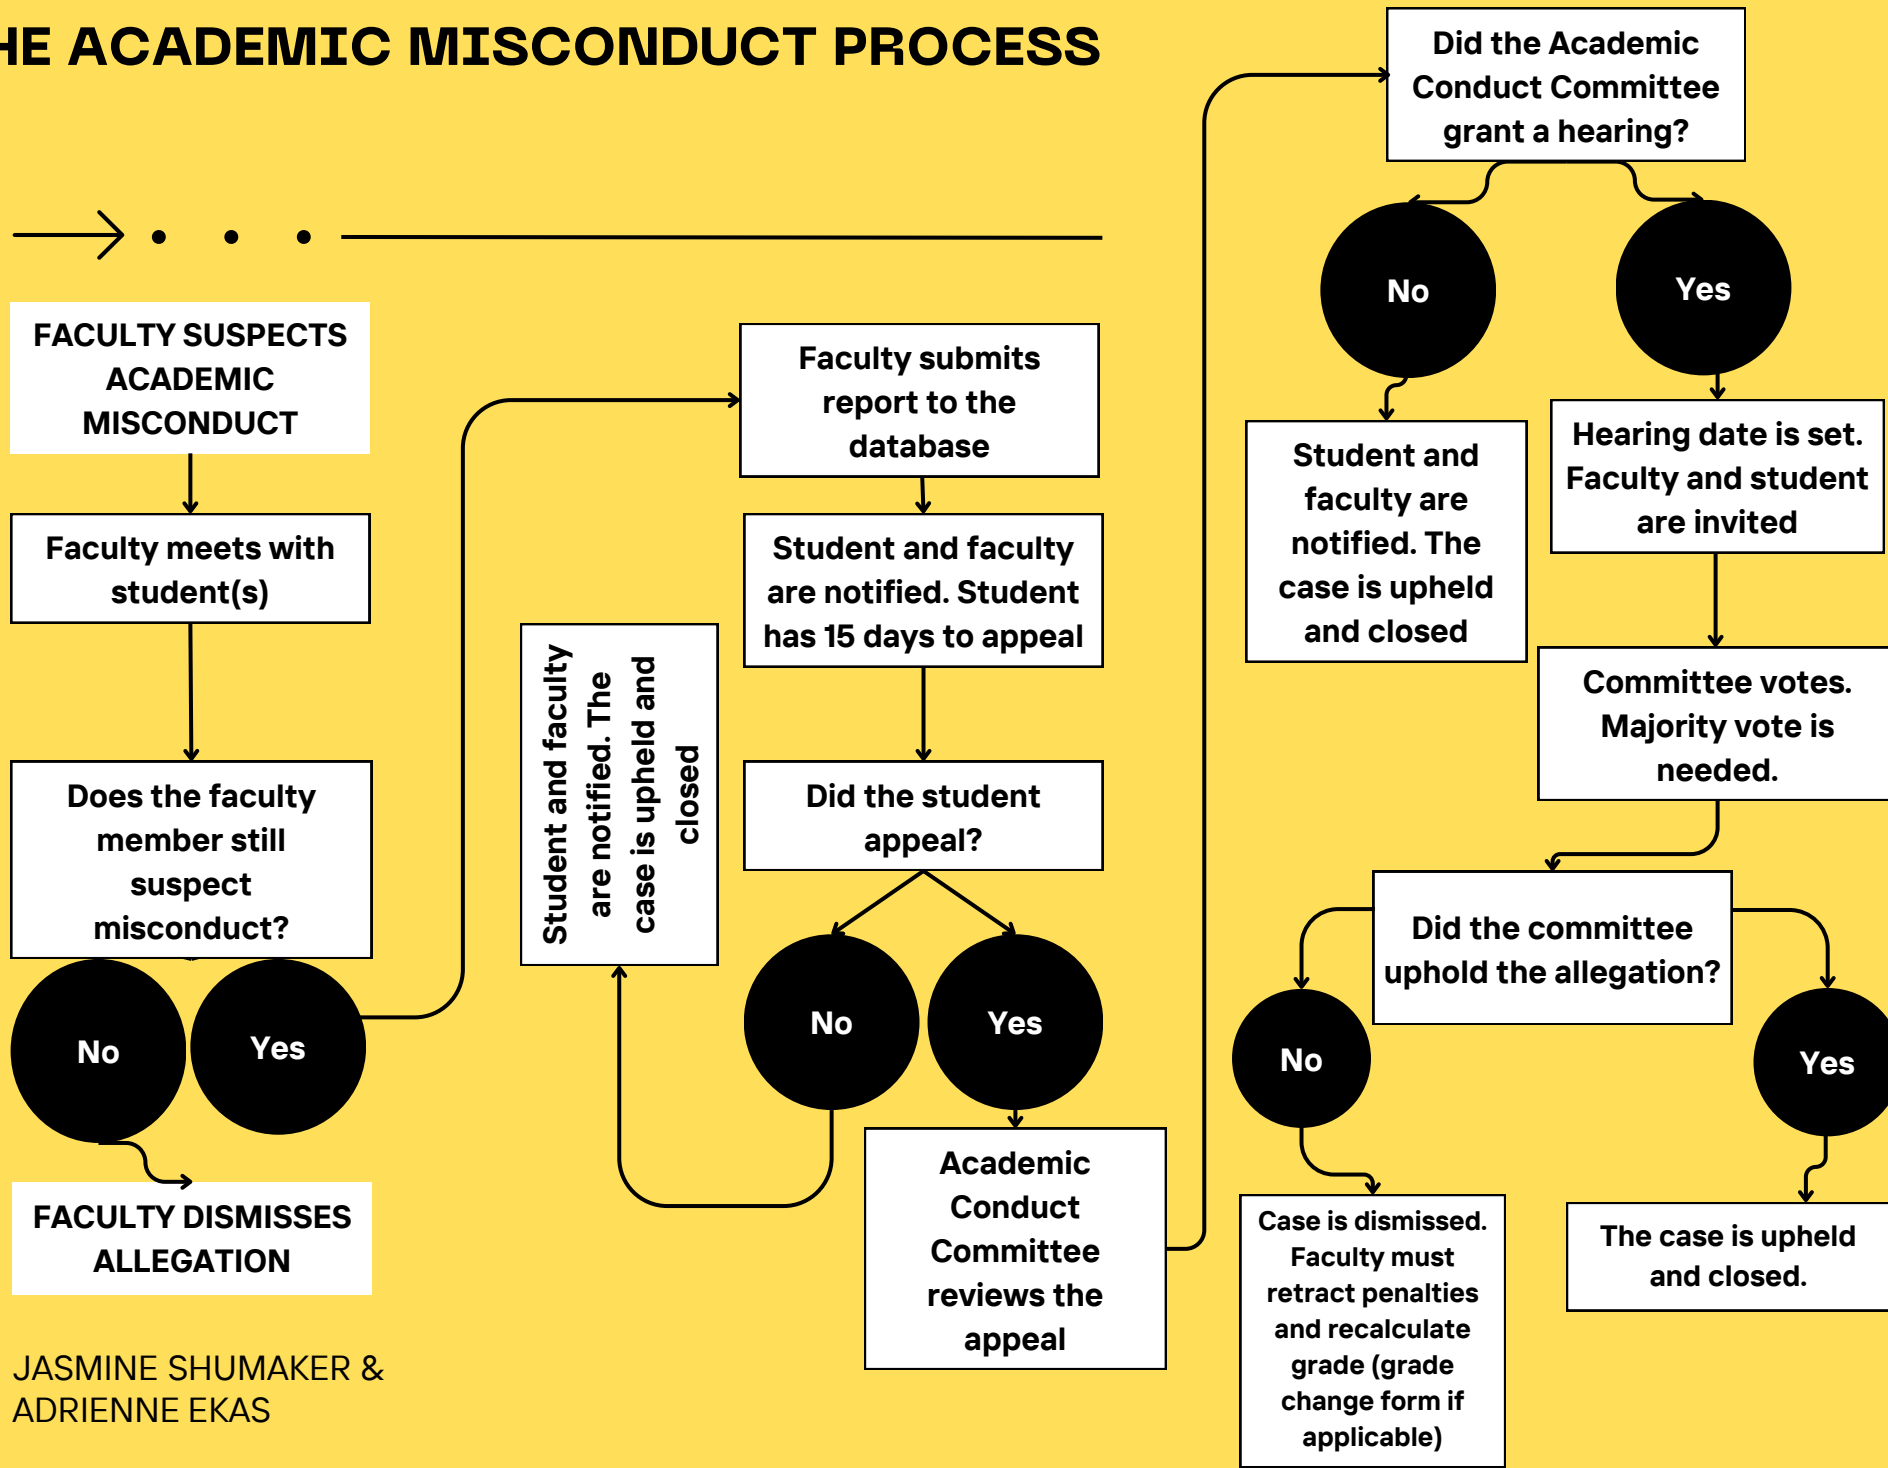 HE ACADEMIC MISCONDUCT PROCESS
FACULTY SUSPECTS
ACADEMIC
MISCONDUCT
Faculty meets with
student(s)
Does the faculty
member still
suspect
misconduct?
No
Yes
FACULTY DISMISSES
ALLEGATION
JASMINE SHUMAKER &
ADRIENNE EKAS
Faculty submits
report to the
database
Student and faculty
are notified. Student
has 15 days to appeal
Did the student
appeal?
No
Yes
Student and faculty
are notified. The
case is upheld and
closed
Academic
Conduct
Committee
reviews the
appeal
Did the Academic
Conduct Committee
grant a hearing?
No
Yes
Student and
faculty are
notified. The
case is upheld
and closed
Hearing date is set.
Faculty and student
are invited
Committee votes.
Majority vote is
needed.
Did the committee
uphold the allegation?
No
Yes
Case is dismissed.
Faculty must
retract penalties
and recalculate
grade (grade
change form if
applicable)
The case is upheld
and closed.